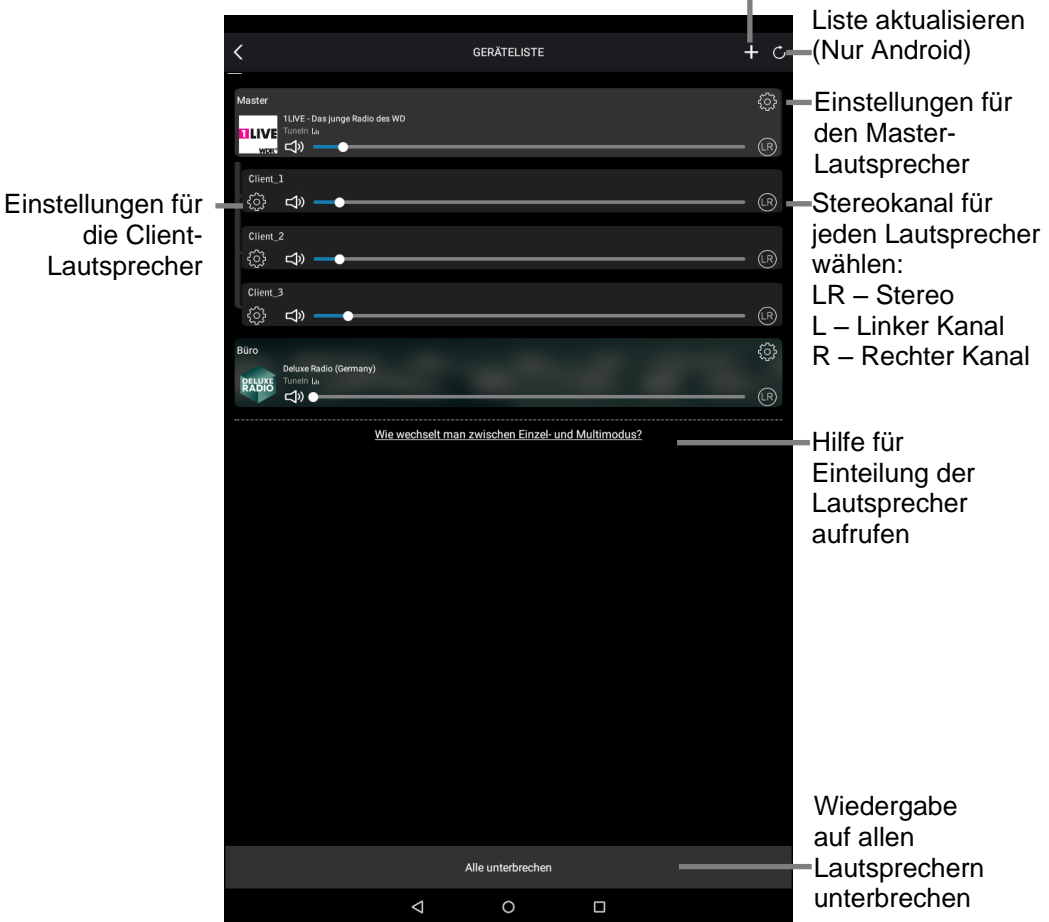 Liste aktualisieren
(Nur Android)
GERÄTELISTE
Master
1LIVE - Das junge Radio des WD
TuneIn
1LIVE
WDR
LR
Einstellungen für
den Master-
Lautsprecher
Client_1
LR
Einstellungen für
die Client-
Lautsprecher
Stereokanal für
jeden Lautsprecher
wählen:
LR – Stereo
L – Linker Kanal
R – Rechter Kanal
Client_2
LR
Client_3
LR
Büro
Deluxe Radio (Germany)
TuneIn
DELUXE
RADIO
LR
Wie wechselt man zwischen Einzel- und Multimodus?
Hilfe für
Einteilung der
Lautsprecher
aufrufen
Alle unterbrechen
Wiedergabe
auf allen
Lautsprechern
unterbrechen